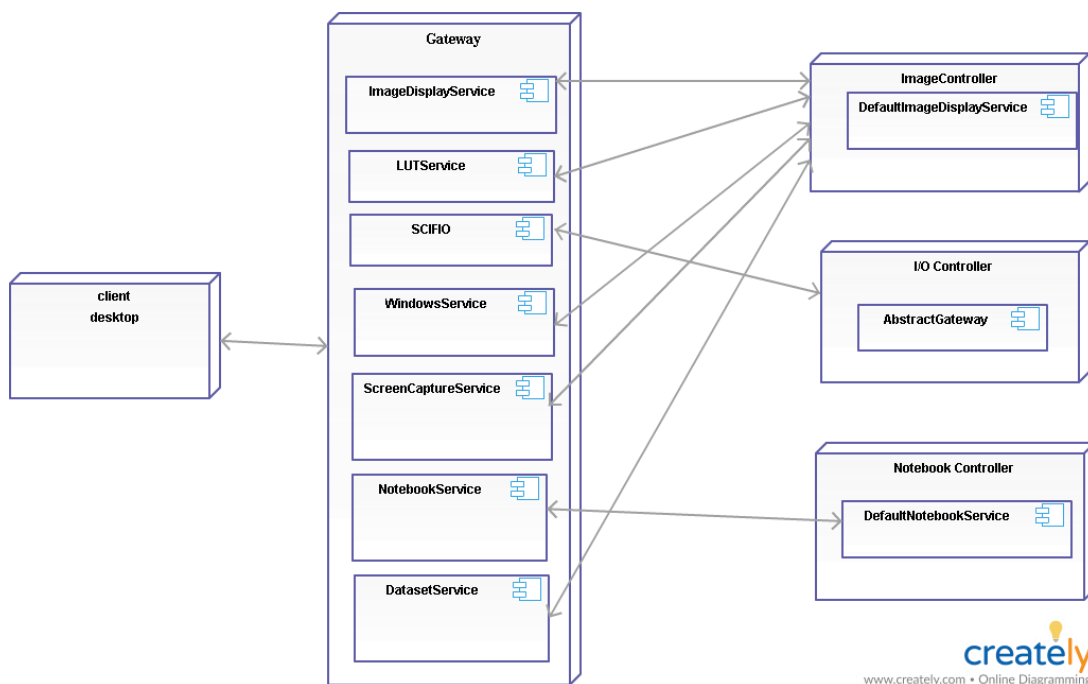 Gateway
ImageDisplayService
LUTService
SCIFIO
WindowsService
ScreenCaptureService
NotebookService
DatasetService
client
desktop
ImageController
DefaultImageDisplayService
I/O Controller
AbstractGateway
Notebook Controller
DefaultNotebookService
creately
www.creately.com • Online Diagramming